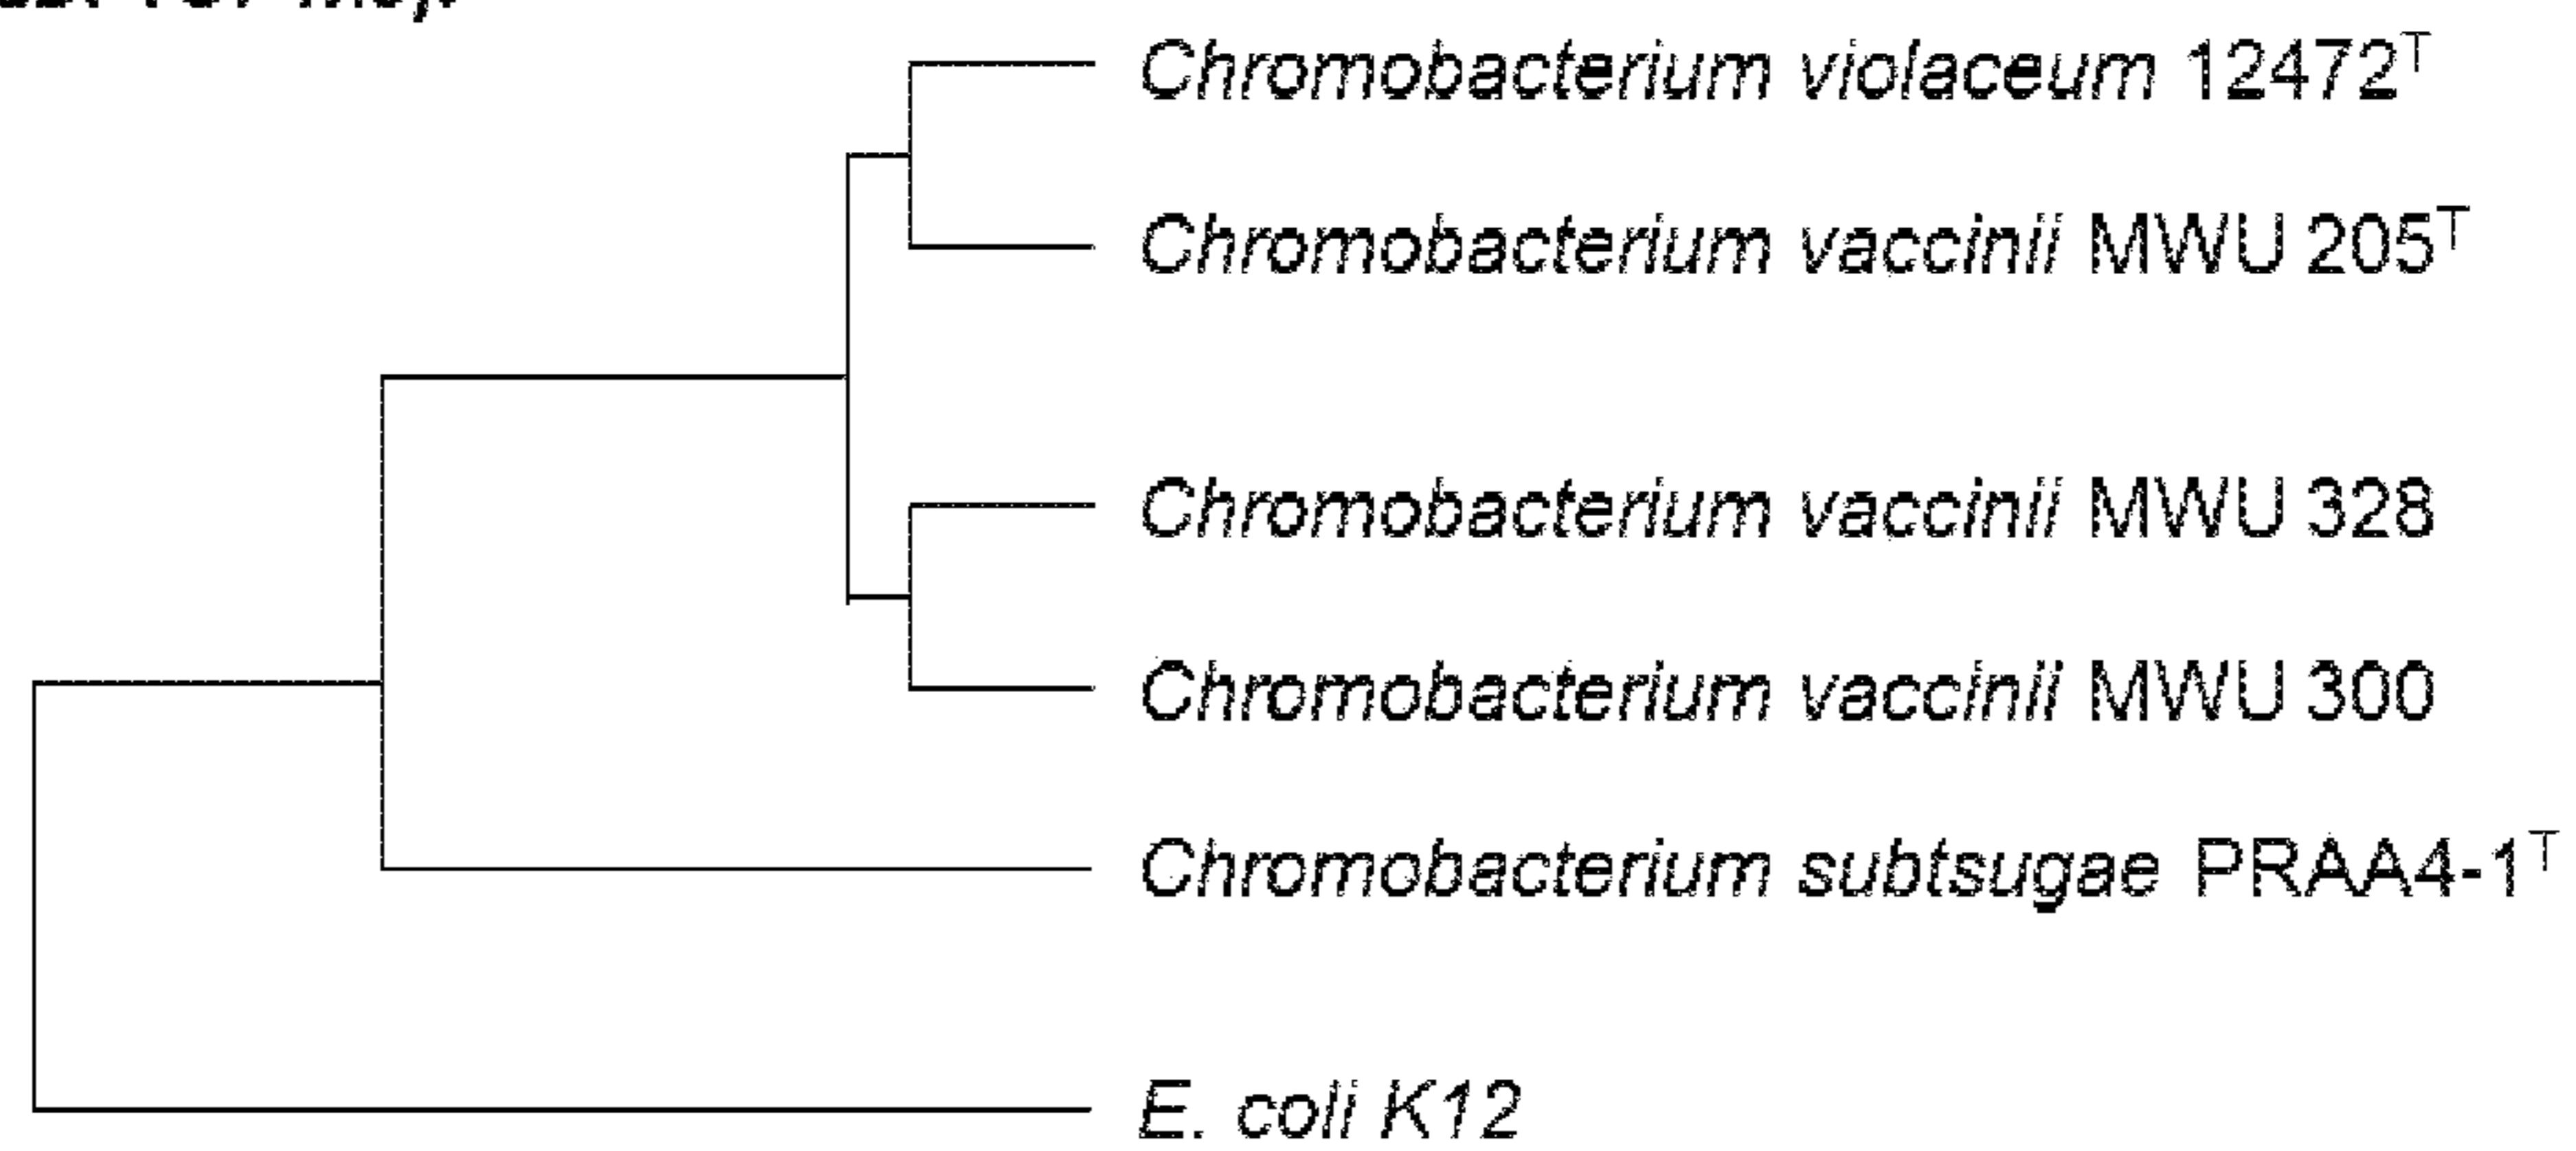 Chromobacterium violaceum 12472ᵀ
Chromobacterium vaccinii MWU 205ᵀ
Chromobacterium vaccinii MWU 328
Chromobacterium vaccinii MWU 300
Chromobacterium subtsugae PRAA4-1ᵀ
E. coli K12